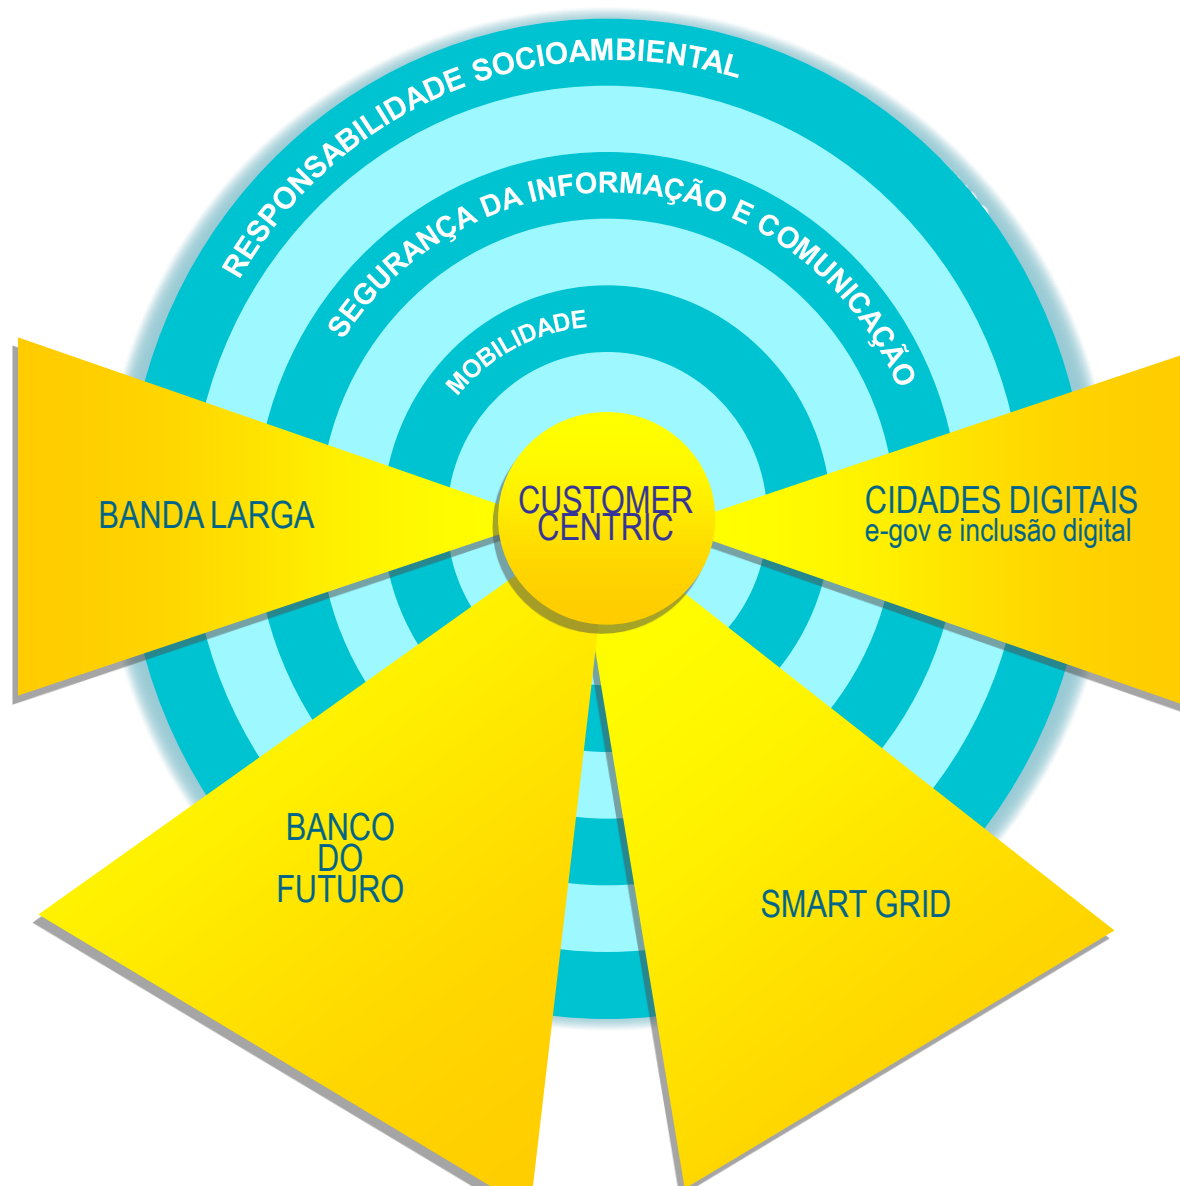 RESPONSABILIDADE SOCIOAMBIENTAL
SEGURANÇA DA INFORMAÇÃO E COMUNICAÇÃO
MOBILIDADE
BANDA LARGA
CUSTOMER
CENTRIC
CIDADES DIGITAIS
e-gov e inclusão digital
BANCO
DO
FUTURO
SMART GRID